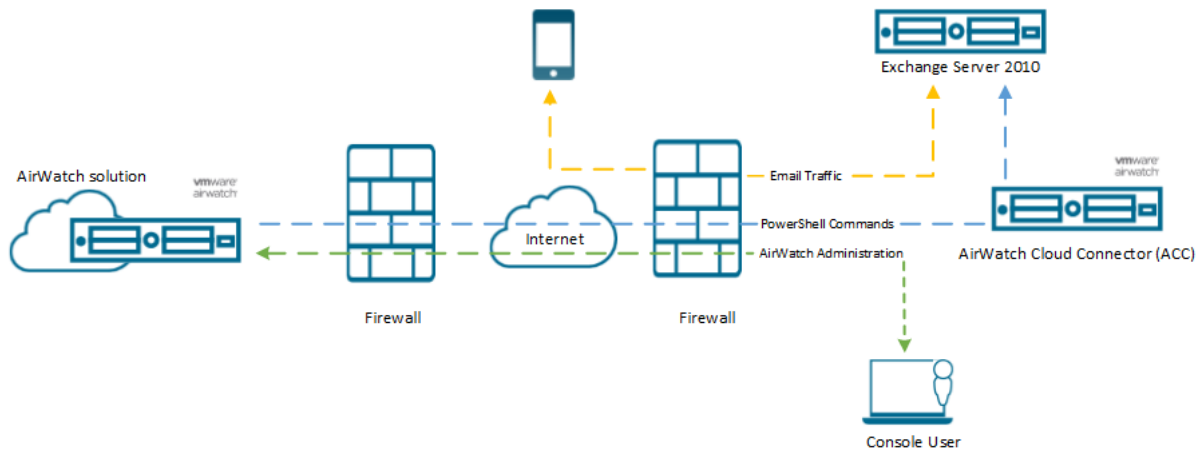 Exchange Server 2010
AirWatch solution
vmware
airwatch
Email Traffic
vmware
airwatch
PowerShell Commands
Internet
AirWatch Administration
AirWatch Cloud Connector (ACC)
Firewall
Firewall
Console User